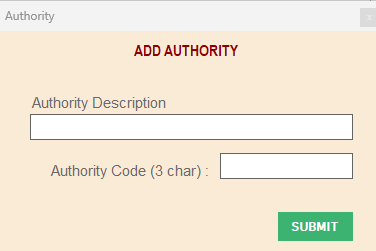 Authority
x
ADD AUTHORITY
Authority Description
Authority Code (3 char) :
SUBMIT